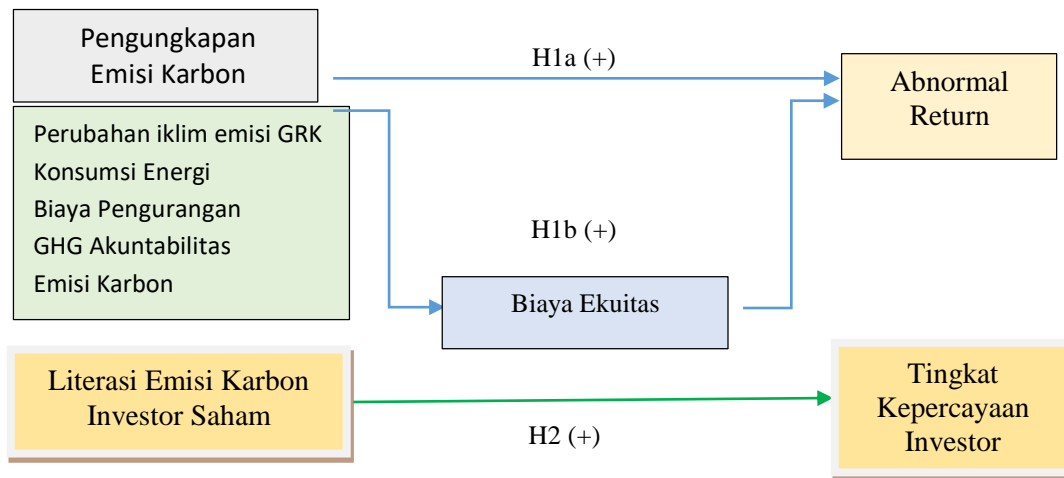 Pengungkapan
Emisi Karbon
H1a (+)
Abnormal
Return
Perubahan iklim emisi GRK
Konsumsi Energi
Biaya Pengurangan
GHG Akuntabilitas
Emisi Karbon
H1b (+)
Biaya Ekuitas
Literasi Emisi Karbon
Investor Saham
H2 (+)
Tingkat
Kepercayaan
Investor